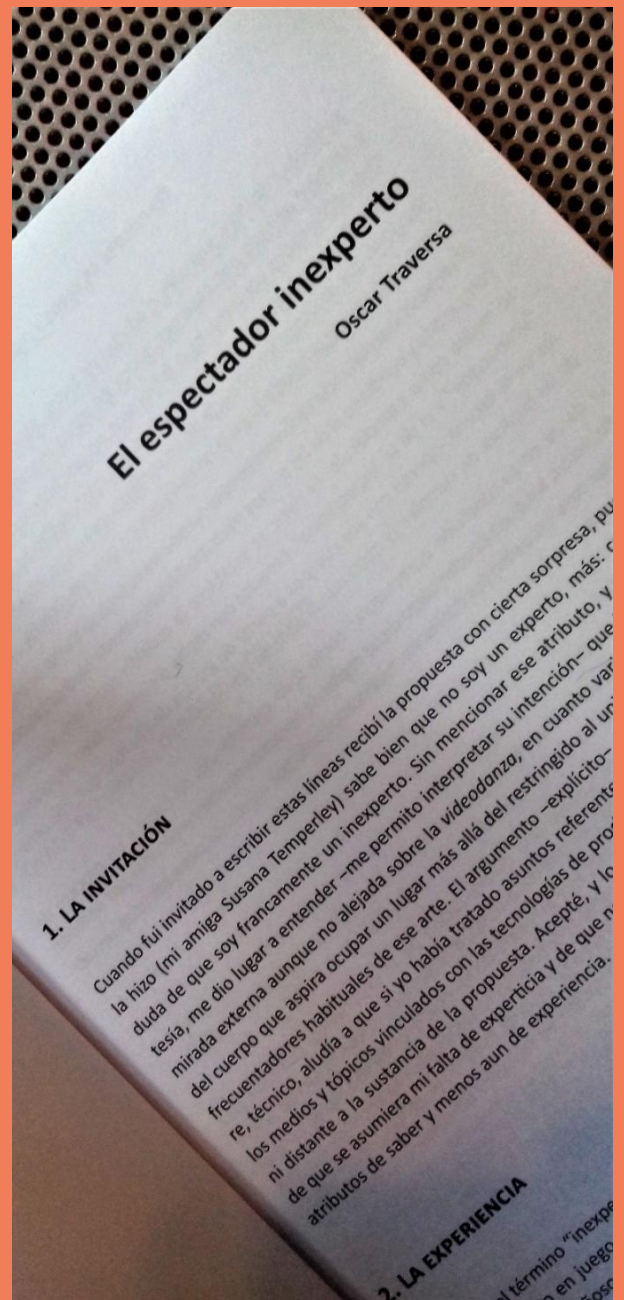 El espectador inexperto
Oscar Traversa
1. LA INVITACIÓN
Cuando fui invitado a escribir estas líneas recibí la propuesta con cierta sorpresa,
la hizo (mi amiga Susana Temperley) sabe bien que no soy un experto, más:
duda de que soy francamente un inexperto. Sin mencionar ese atributo, y
tesía, me dio lugar a entender –me permito interpretar su intención– que
mirada externa aunque no alejada sobre la videodanza, en cuanto
del cuerpo que aspira ocupar un lugar más allá del restringido al
frecuentadores habituales de ese arte. El argumento –explícito–
re, técnico, aludía a que si yo había tratado asuntos
los medios y tópicos vinculados con las tecnologías de
ni distante a la sustancia de la propuesta. Acepté, y
de que se asumiera mi falta de experticia y de que
atributos de saber y menos aun de experiencia.
2. LA EXPERIENCIA
término
en juego